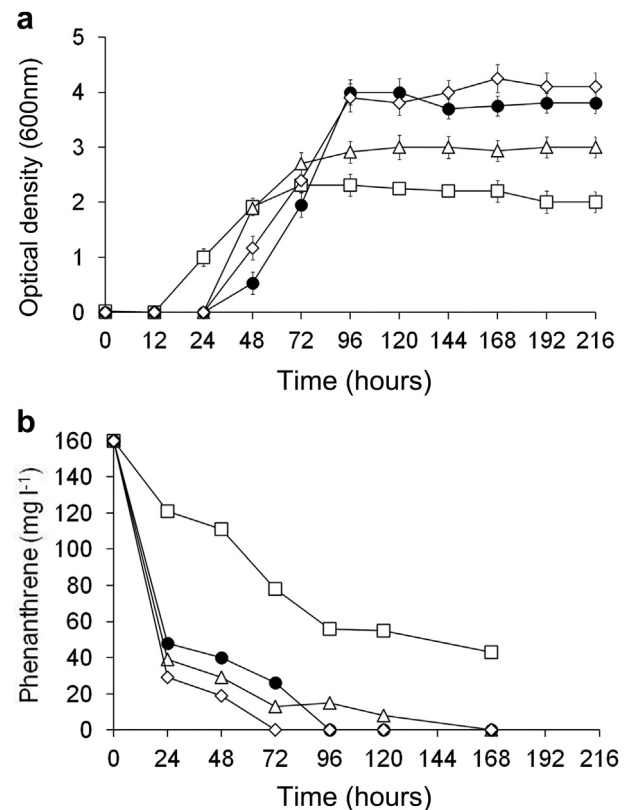 a
5
4
3
2
1
0
Optical density (600nm)
0 12 24 48 72 96 120 144 168 192 216
Time (hours)
b
160
140
120
100
80
60
40
20
0
Phenanthrene (mg l-1)
0 24 48 72 96 120 144 168 192 216
Time (hours)